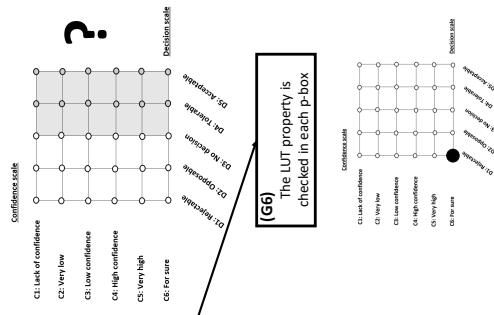 Confidence scale
C1: Lack of confidence
C2: Very low
C3: Low confidence
C4: High confidence
C5: Very high
C6: For sure
D1: Rejectable
D2: Opposable
D3: No decision
D4: Tolerable
D5: Acceptable
Decision scale
?
(G6)
The LUT property is
checked in each p-box
Confidence scale
C1: Lack of confidence
C2: Very low
C3: Low confidence
C4: High confidence
C5: Very high
C6: For sure
D1: Rejectable
D2: Opposable
D4: Tolerable
D5: Acceptable
Decision scale